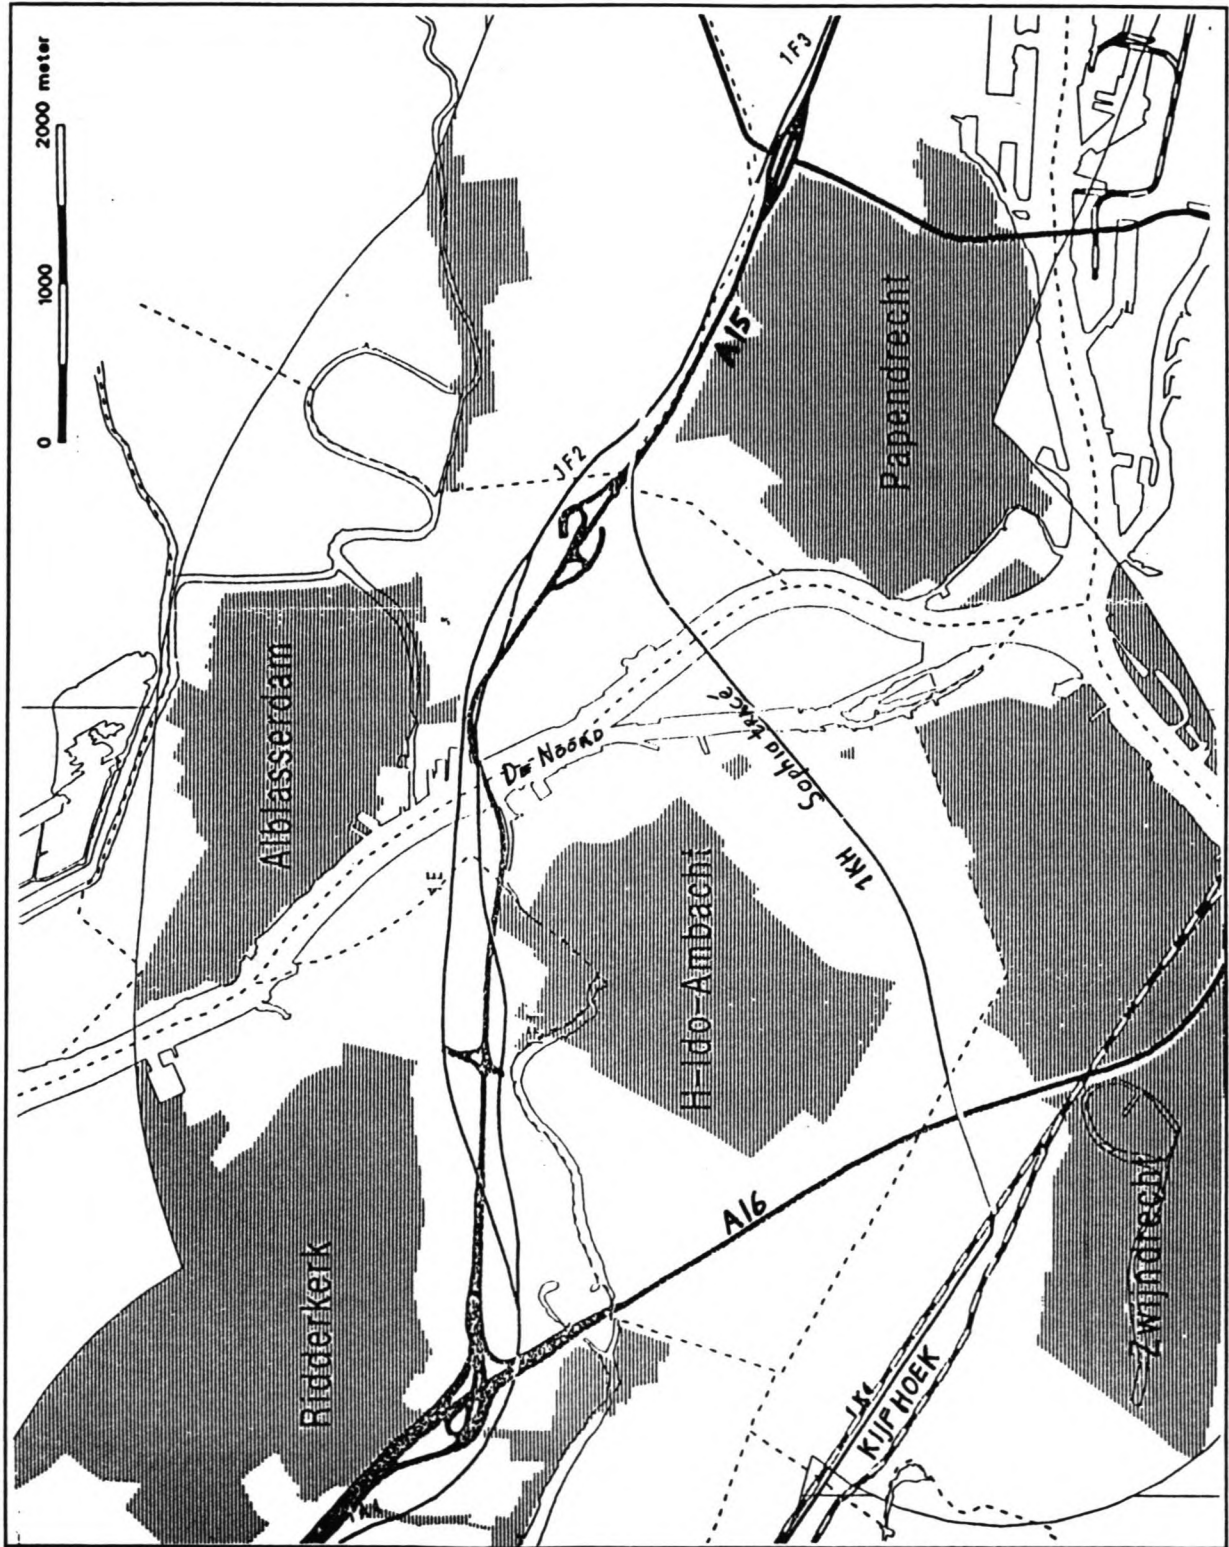 0 1000 2000 meter
1F3
A15
Papendrecht
1F2
Alblasserdam
De Noord
Sophia tracé
1KH
H-Ido-Ambacht
A16
Ridderkerk
KIJFHOEK
Zwijndrecht